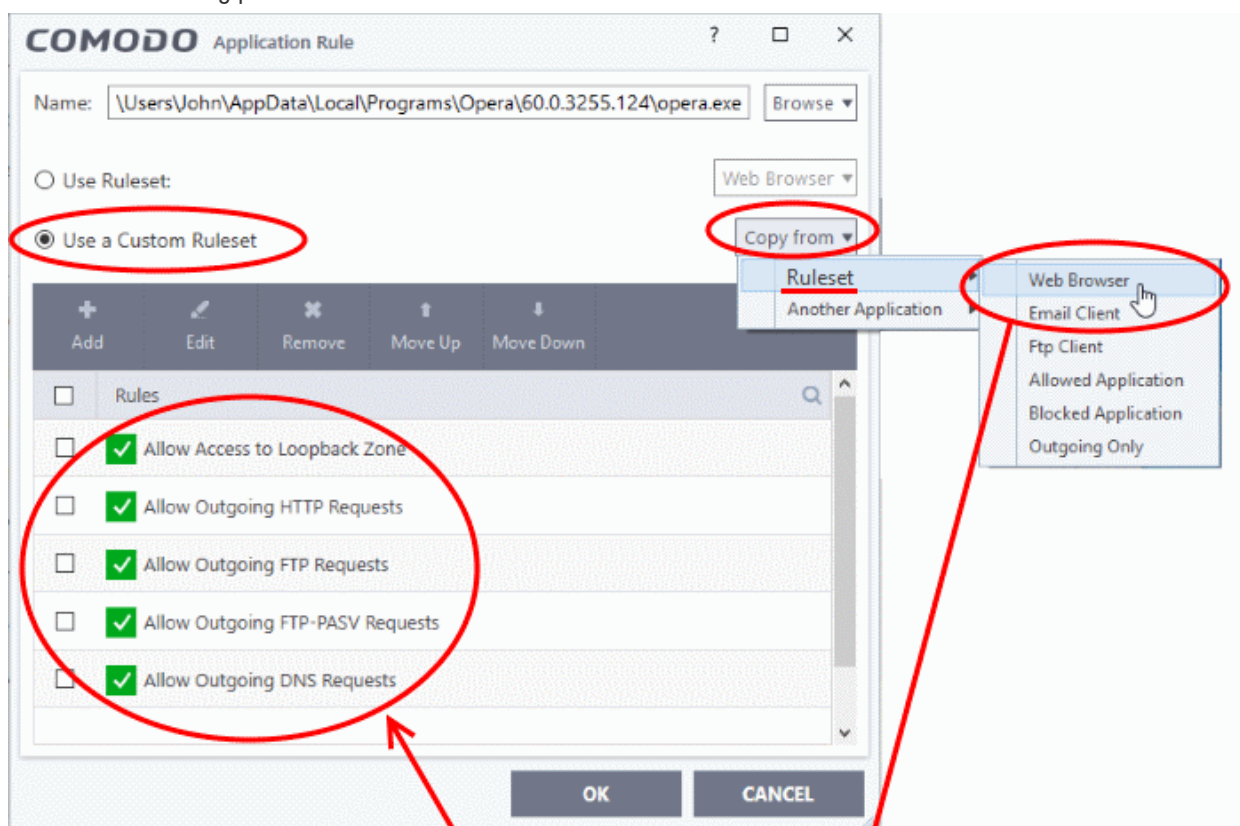 COMODO Application Rule ?
Name: \Users\John\AppData\Local\Programs\Opera\60.0.3255.124\opera.exe Browse
Use Ruleset: Web Browser
Use a Custom Ruleset Copy from
Ruleset
Another Application
Web Browser
Email Client
Ftp Client
Allowed Application
Blocked Application
Outgoing Only
Add Edit Remove Move Up Move Down
Rules
Allow Access to Loopback Zone
Allow Outgoing HTTP Requests
Allow Outgoing FTP Requests
Allow Outgoing FTP-PASV Requests
Allow Outgoing DNS Requests
OK CANCEL